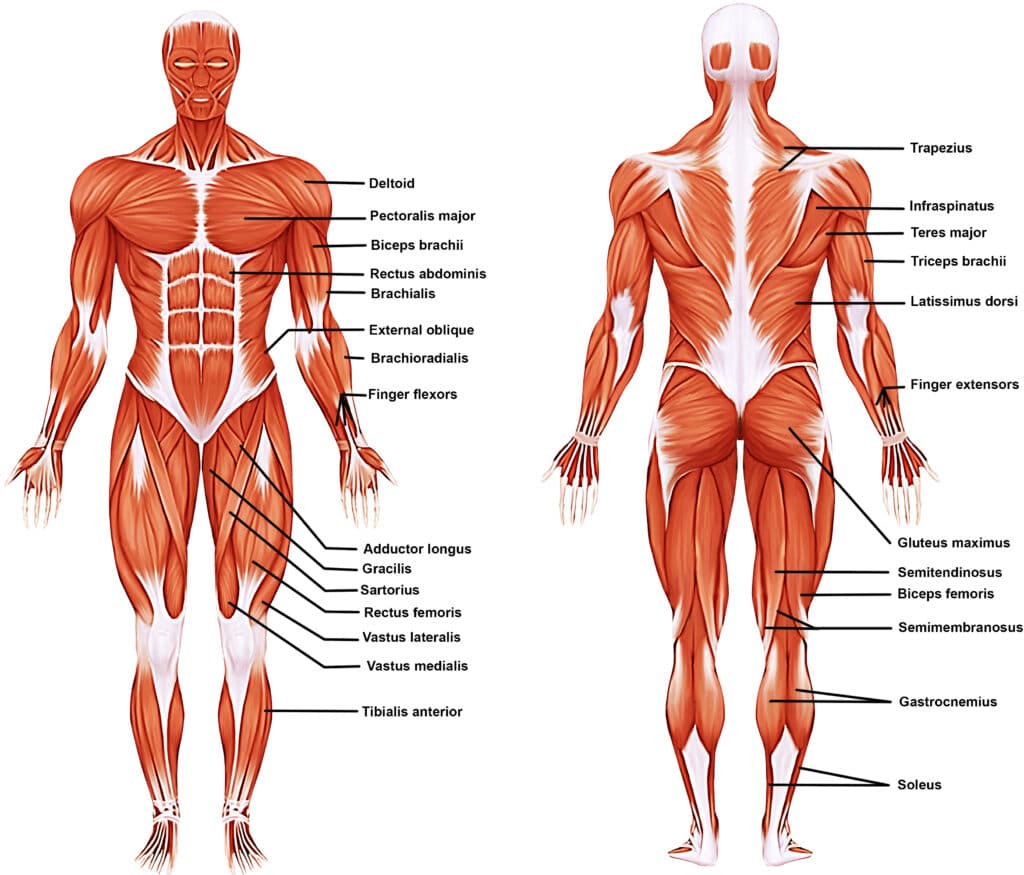 Deltoid
Pectoralis major
Biceps brachii
Rectus abdominis
Brachialis
External oblique
Brachioradialis
Finger flexors
Adductor longus
Gracilis
Sartorius
Rectus femoris
Vastus lateralis
Vastus medialis
Tibialis anterior
Trapezius
Infraspinatus
Teres major
Triceps brachii
Latissimus dorsi
Finger extensors
Gluteus maximus
Semitendinosus
Biceps femoris
Semimembranosus
Gastrocnemius
Soleus